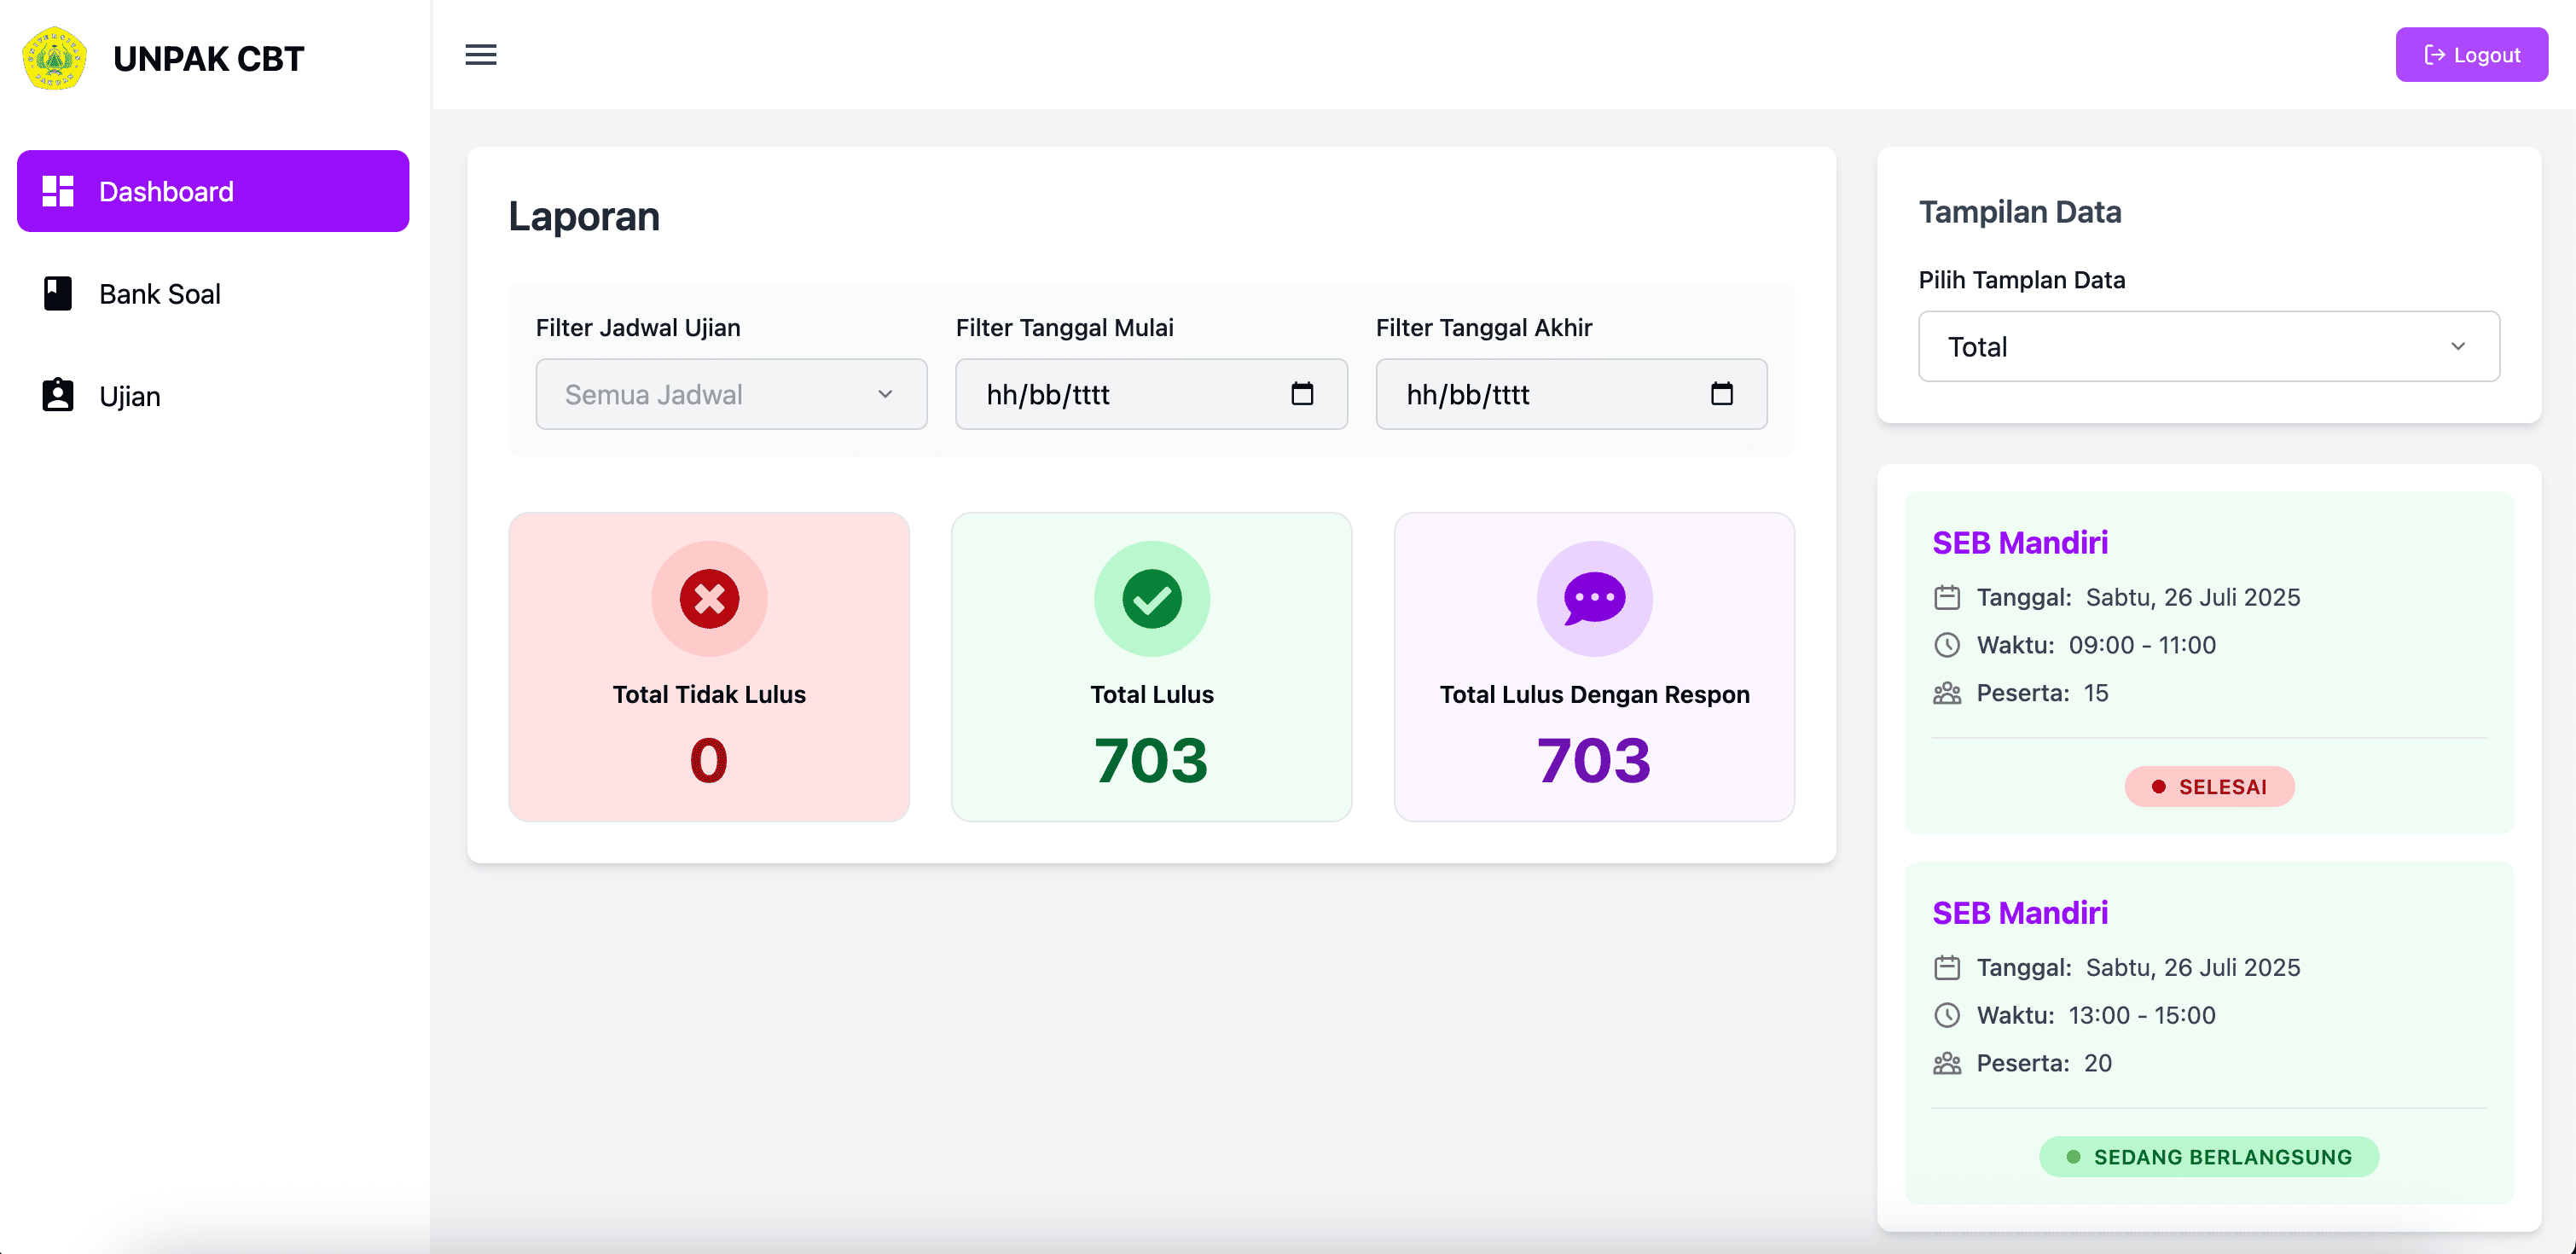 UNPAK CBT
Logout
Dashboard
Bank Soal
Ujian
Laporan
Filter Jadwal Ujian
Filter Tanggal Mulai
Filter Tanggal Akhir
Semua Jadwal
hh/bb/tttt
hh/bb/tttt
Total Tidak Lulus
0
Total Lulus
703
Total Lulus Dengan Respon
703
Tampilan Data
Pilih Tamplan Data
Total
SEB Mandiri
Tanggal: Sabtu, 26 Juli 2025
Waktu: 09:00 - 11:00
Peserta: 15
SELESAI
SEB Mandiri
Tanggal: Sabtu, 26 Juli 2025
Waktu: 13:00 - 15:00
Peserta: 20
SEDANG BERLANGSUNG